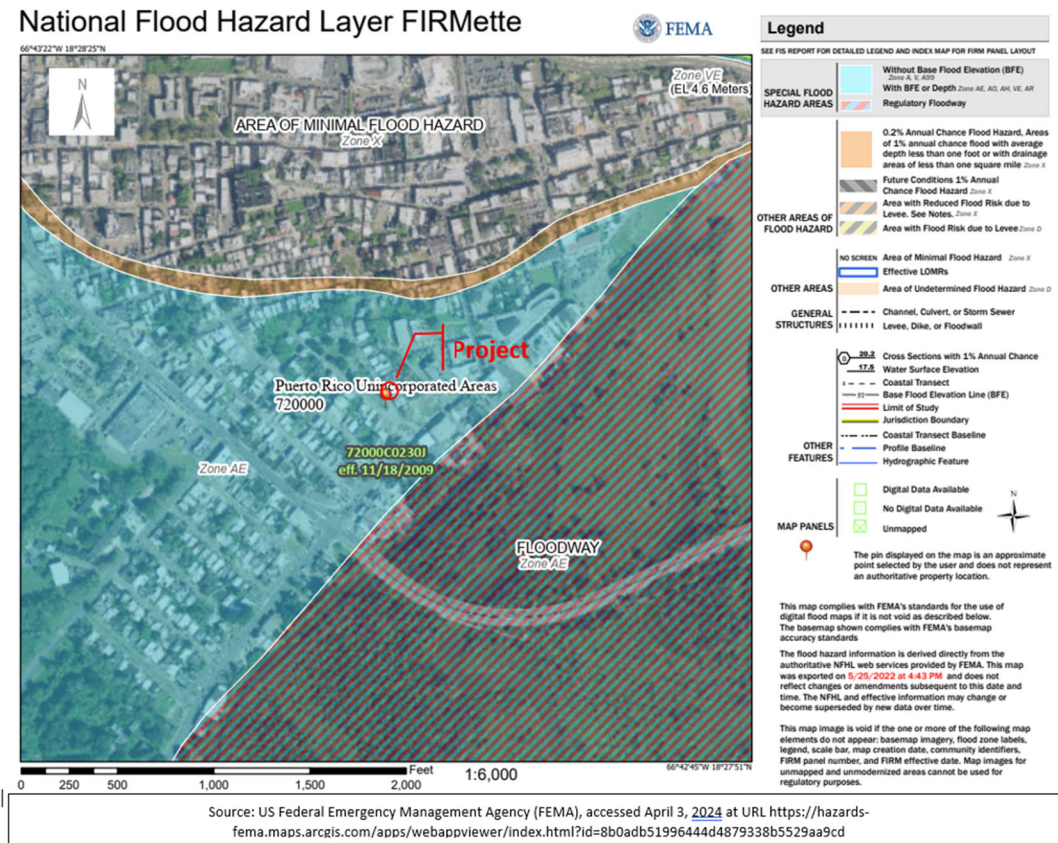 National Flood Hazard Layer FIRMette
FEMA
66°43'22"W 18°28'25"N
N
Zone VE
(EL 4.6 Meters)
AREA OF MINIMAL FLOOD HAZARD
Zone X
Project
Puerto Rico Unincorporated Areas
720000
72000C0230J
eff. 11/18/2009
Zone AE
FLOODWAY
Zone AE
Feet
0 250 500 1,000 1,500 2,000
1:6,000
66°42'45"W 18°27'51"N
Legend
SEE FIS REPORT FOR DETAILED LEGEND AND INDEX MAP FOR FIRM PANEL LAYOUT
SPECIAL FLOOD
HAZARD AREAS
Without Base Flood Elevation (BFE)
Zone A, V, A99
With BFE or Depth Zone AE, AO, AH, VE, AR
Regulatory Floodway
0.2% Annual Chance Flood Hazard, Areas
of 1% annual chance flood with average
depth less than one foot or with drainage
areas of less than one square mile Zone X
Future Conditions 1% Annual
Chance Flood Hazard Zone X
Area with Reduced Flood Risk due to
Levee. See Notes. Zone X
Area with Flood Risk due to Levee Zone D
OTHER AREAS OF
FLOOD HAZARD
NO SCREEN Area of Minimal Flood Hazard Zone X
Effective LOMRs
OTHER AREAS
Area of Undetermined Flood Hazard Zone D
GENERAL
STRUCTURES
Channel, Culvert, or Storm Sewer
Levee, Dike, or Floodwall
B 20.2 Cross Sections with 1% Annual Chance
17.5 Water Surface Elevation
8 Coastal Transect
Base Flood Elevation Line (BFE)
Limit of Study
Jurisdiction Boundary
Coastal Transect Baseline
OTHER
FEATURES
Profile Baseline
Hydrographic Feature
Digital Data Available
No Digital Data Available
Unmapped
MAP PANELS
N
The pin displayed on the map is an approximate
point selected by the user and does not represent
an authoritative property location.
This map complies with FEMA's standards for the use of
digital flood maps if it is not void as described below.
The basemap shown complies with FEMA's basemap
accuracy standards
The flood hazard information is derived directly from the
authoritative NFHL web services provided by FEMA. This map
was exported on 5/25/2022 at 4:43 PM and does not
reflect changes or amendments subsequent to this date and
time. The NFHL and effective information may change or
become superseded by new data over time.
This map image is void if the one or more of the following map
elements do not appear: basemap imagery, flood zone labels,
legend, scale bar, map creation date, community identifiers,
FIRM panel number, and FIRM effective date. Map images for
unmapped and unmodernized areas cannot be used for
regulatory purposes.
Source: US Federal Emergency Management Agency (FEMA), accessed April 3, 2024 at URL https://hazards-
fema.maps.arcgis.com/apps/webappviewer/index.html?id=8b0adb51996444d4879338b5529aa9cd